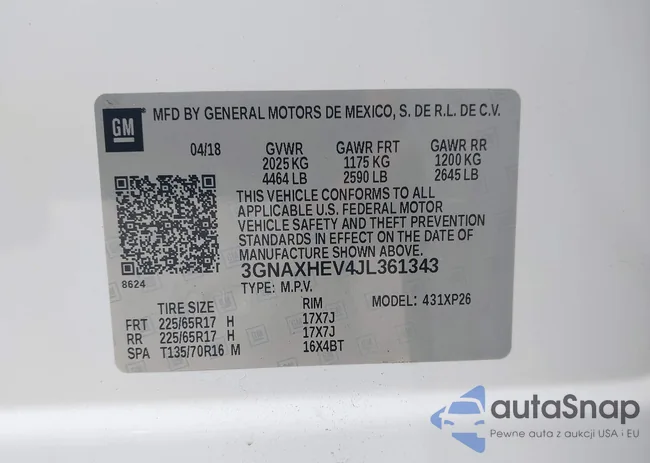 GM
MFD BY GENERAL MOTORS DE MEXICO, S. DE R.L. DE C.V.
04/18 GVWR GAWR FRT GAWR RR
2025 KG 1175 KG 1200 KG
4464 LB 2590 LB 2645 LB
THIS VEHICLE CONFORMS TO ALL
APPLICABLE U.S. FEDERAL MOTOR
VEHICLE SAFETY AND THEFT PREVENTION
STANDARDS IN EFFECT ON THE DATE OF
MANUFACTURE SHOWN ABOVE.
3GNAXHEV4JL361343
8624
TYPE: M.P.V.
TIRE SIZE RIM MODEL: 431XP26
FRT 225/65R17 H 17X7J
RR 225/65R17 H 17X7J
SPA T135/70R16 M 16X4BT
autoSnap
Pewne auta z aukcji USA i EU